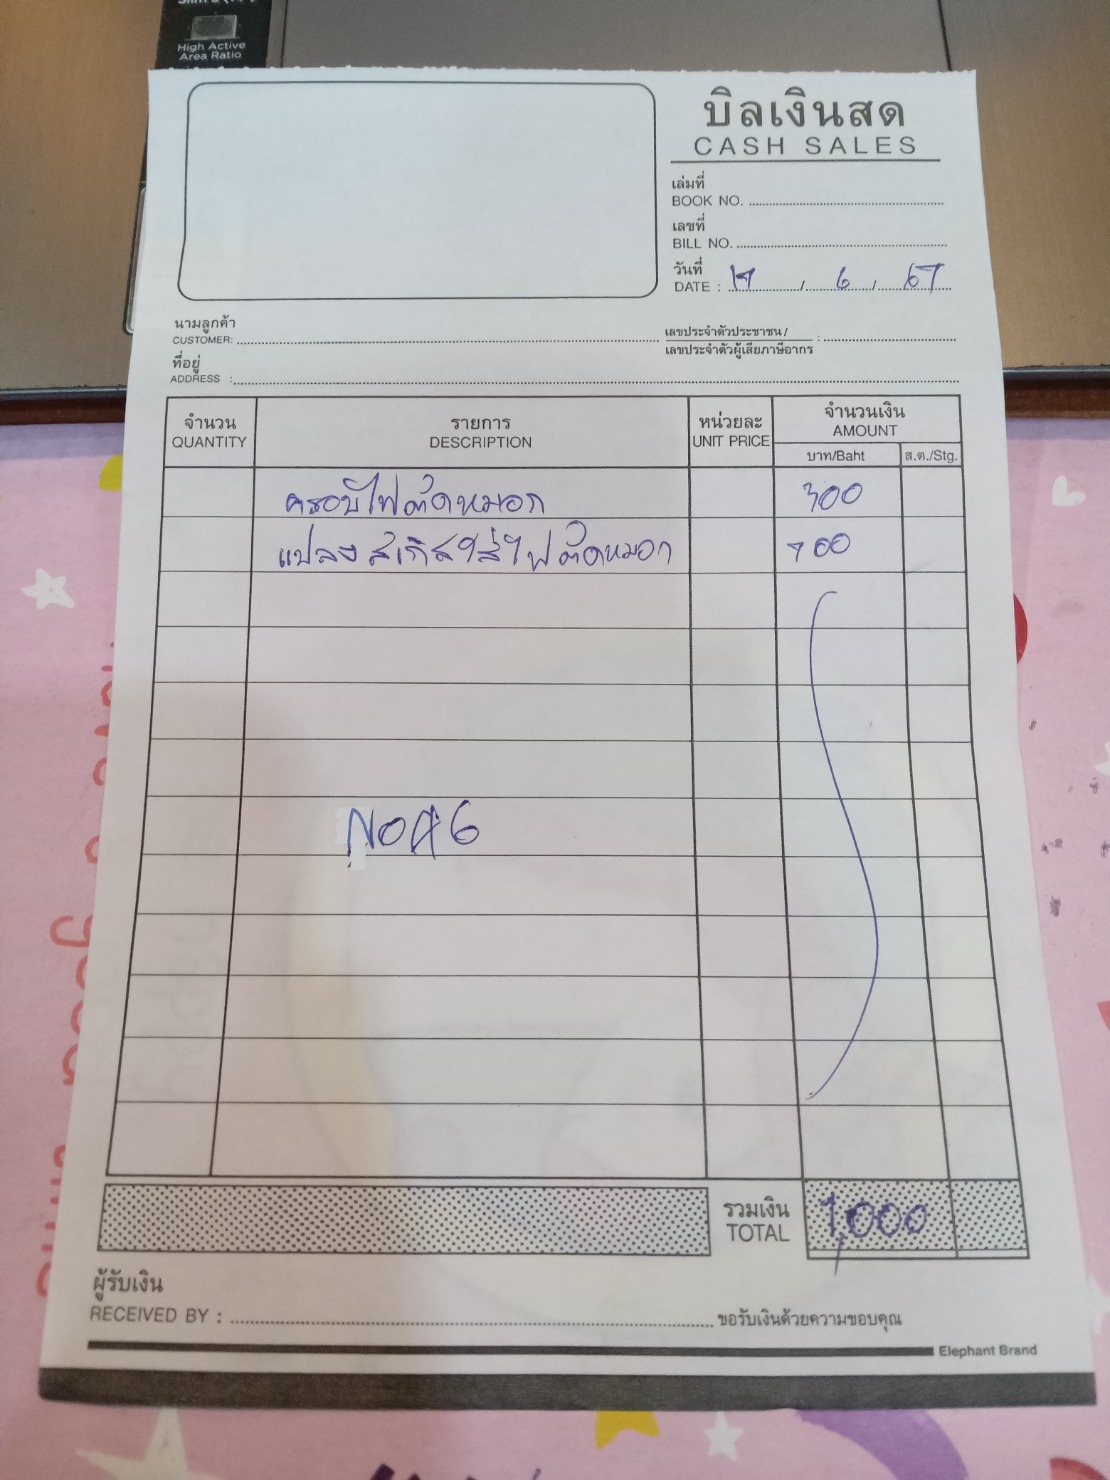 High Active
Area Ratio
บิลเงินสด
CASH SALES
เล่มที่
BOOK NO.
เลขที่
BILL NO.
วันที่
DATE : 17 / 6 / 67
นามลูกค้า
CUSTOMER:
เลขประจำตัวประชาชน /
เลขประจำตัวผู้เสียภาษีอากร :
ที่อยู่
ADDRESS :
จำนวน รายการ หน่วยละ จำนวนเงิน
QUANTITY DESCRIPTION UNIT PRICE AMOUNT
บาท/Baht ส.ต./Stg.
ครอบไฟตัดหมอก 300
แปลงสเกิสใส่ไฟตัดหมอก 700
รวมเงิน
TOTAL 1,000
ผู้รับเงิน
RECEIVED BY : ขอรับเงินด้วยความขอบคุณ
Elephant Brand